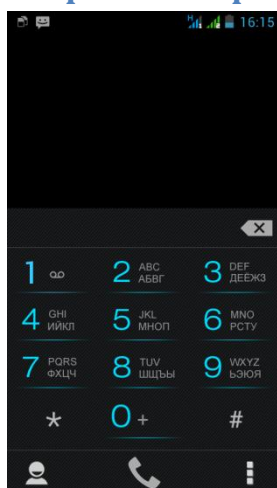 H 16:15
1 2 ABC 3 DEF
АБВГ ДЕЁЖЗ
4 GHI 5 JKL 6 MNO
ИЙКЛ МНОП РСТУ
7 PQRS 8 TUV 9 WXYZ
ФХЦЧ ШЩЪЫ ЬЭЮЯ
* 0 + #